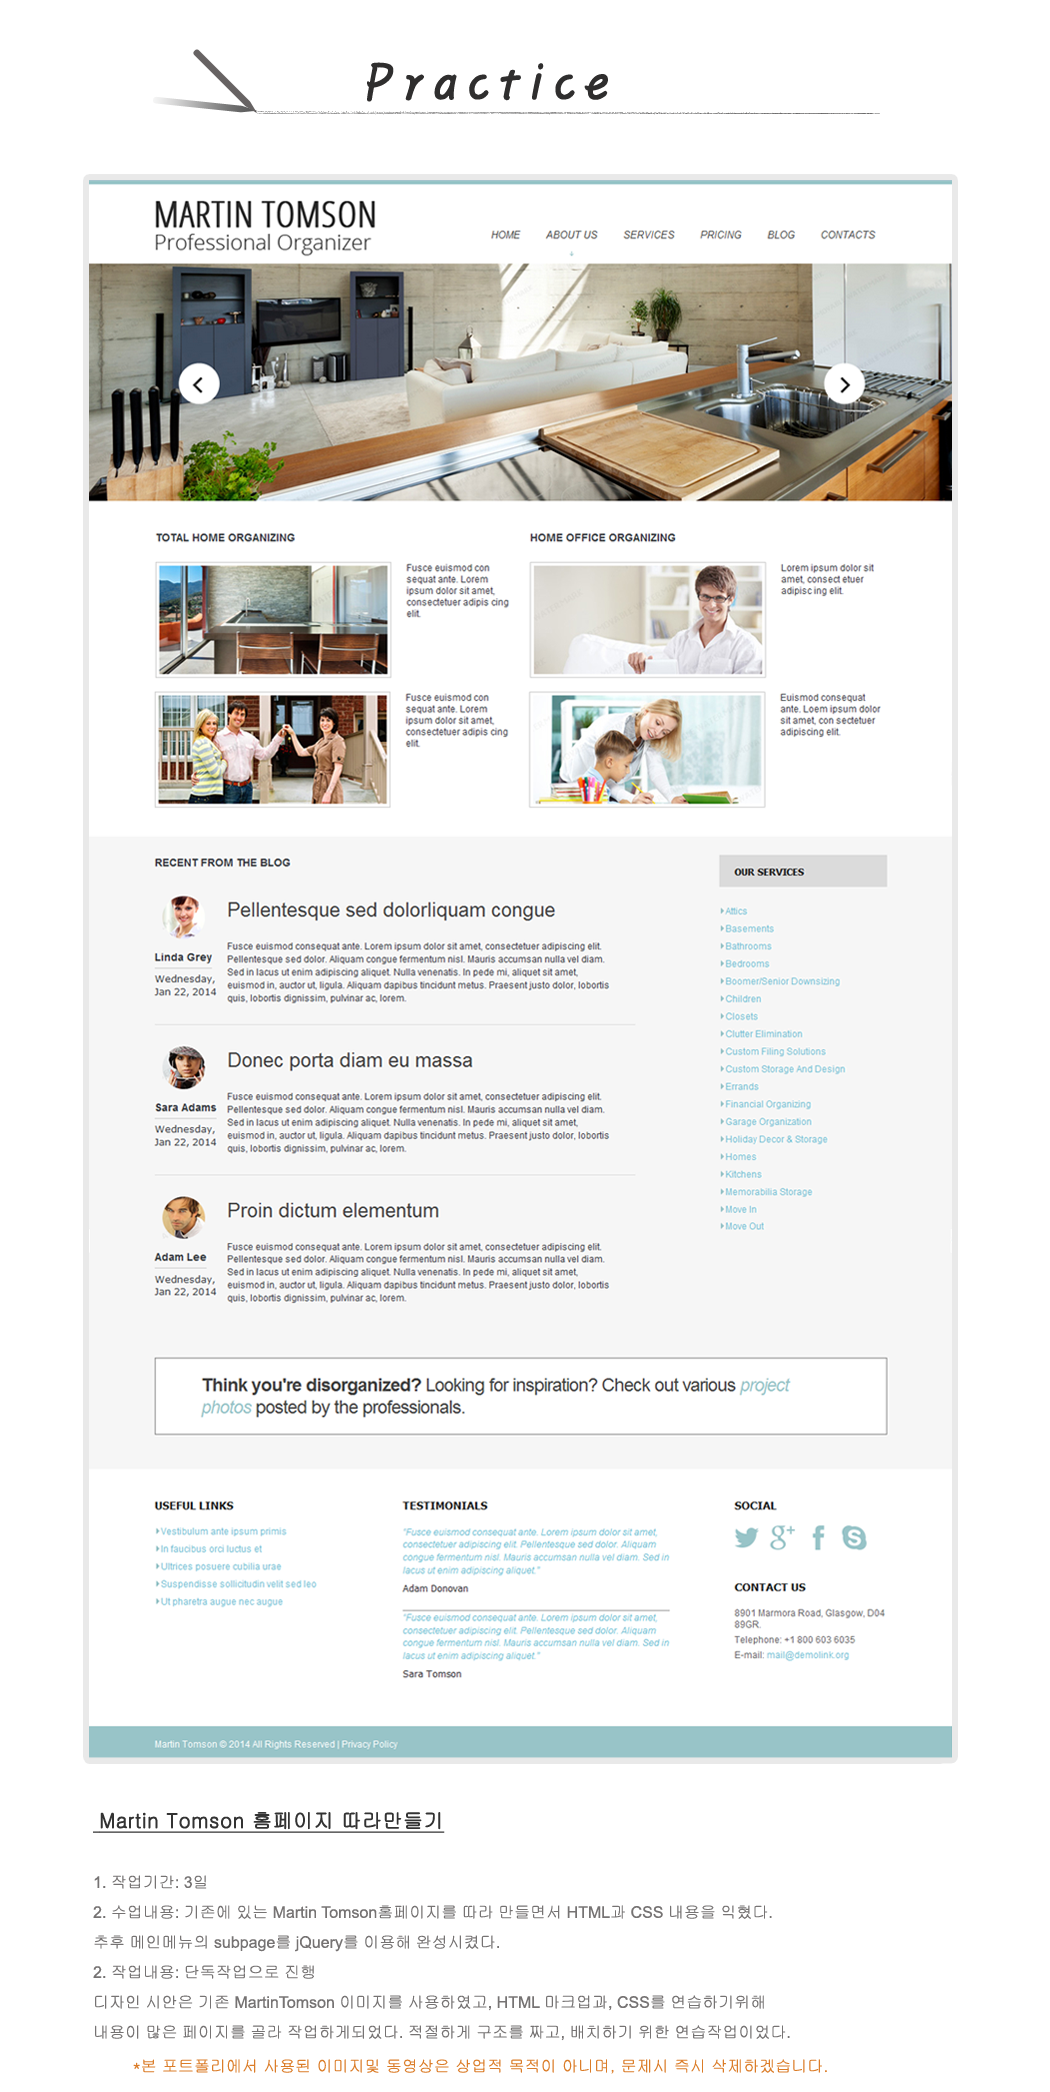 Practice
MARTIN TOMSON
Professional Organizer
HOME ABOUT US SERVICES PRICING BLOG CONTACTS
TOTAL HOME ORGANIZING
Fusce euismod con
sequat ante. Lorem
ipsum dolor sit amet,
consectetuer adipis cing
elit.
Fusce euismod con
sequat ante. Lorem
ipsum dolor sit amet,
consectetuer adipis cing
elit.
HOME OFFICE ORGANIZING
Lorem ipsum dolor sit
amet, consect etuer
adipisc ing elit.
Euismod consequat
ante. Loem ipsum dolor
sit amet, con sectetuer
adipiscing elit.
RECENT FROM THE BLOG
Linda Grey
Wednesday,
Jan 22, 2014
Pellentesque sed dolorliquam congue
Fusce euismod consequat ante. Lorem ipsum dolor sit amet, consectetuer adipiscing elit.
Pellentesque sed dolor. Aliquam congue fermentum nisl. Mauris accumsan nulla vel diam.
Sed in lacus ut enim adipiscing aliquet. Nulla venenatis. In pede mi, aliquet sit amet,
euismod in, auctor ut, ligula. Aliquam dapibus tincidunt metus. Praesent justo dolor, lobortis
quis, lobortis dignissim, pulvinar ac, lorem.
Sara Adams
Wednesday,
Jan 22, 2014
Donec porta diam eu massa
Fusce euismod consequat ante. Lorem ipsum dolor sit amet, consectetuer adipiscing elit.
Pellentesque sed dolor. Aliquam congue fermentum nisl. Mauris accumsan nulla vel diam.
Sed in lacus ut enim adipiscing aliquet. Nulla venenatis. In pede mi, aliquet sit amet,
euismod in, auctor ut, ligula. Aliquam dapibus tincidunt metus. Praesent justo dolor, lobortis
quis, lobortis dignissim, pulvinar ac, lorem.
Adam Lee
Wednesday,
Jan 22, 2014
Proin dictum elementum
Fusce euismod consequat ante. Lorem ipsum dolor sit amet, consectetuer adipiscing elit.
Pellentesque sed dolor. Aliquam congue fermentum nisl. Mauris accumsan nulla vel diam.
Sed in lacus ut enim adipiscing aliquet. Nulla venenatis. In pede mi, aliquet sit amet,
euismod in, auctor ut, ligula. Aliquam dapibus tincidunt metus. Praesent justo dolor, lobortis
quis, lobortis dignissim, pulvinar ac, lorem.
OUR SERVICES
Attics
Basements
Bathrooms
Bedrooms
Boomer/Senior Downsizing
Children
Closets
Clutter Elimination
Custom Filing Solutions
Custom Storage And Design
Errands
Financial Organizing
Garage Organization
Holiday Decor & Storage
Homes
Kitchens
Memorabilia Storage
Move In
Move Out
Think you're disorganized? Looking for inspiration? Check out various project
photos posted by the professionals.
USEFUL LINKS
Vestibulum ante ipsum primis
In faucibus orci luctus et
Ultrices posuere cubilia urae
Suspendisse sollicitudin velit sed leo
Ut pharetra augue nec augue
TESTIMONIALS
"Fusce euismod consequat ante. Lorem ipsum dolor sit amet,
consectetuer adipiscing elit. Pellentesque sed dolor. Aliquam
congue fermentum nisl. Mauris accumsan nulla vel diam. Sed in
lacus ut enim adipiscing aliquet."
Adam Donovan
"Fusce euismod consequat ante. Lorem ipsum dolor sit amet,
consectetuer adipiscing elit. Pellentesque sed dolor. Aliquam
congue fermentum nisl. Mauris accumsan nulla vel diam. Sed in
lacus ut enim adipiscing aliquet."
Sara Tomson
SOCIAL
CONTACT US
8901 Marmora Road, Glasgow, D04
89GR.
Telephone: +1 800 603 6035
E-mail: mail@demolink.org
Martin Tomson © 2014 All Rights Reserved | Privacy Policy
Martin Tomson 홈페이지 따라만들기
1. 작업기간: 3일
2. 수업내용: 기존에 있는 Martin Tomson홈페이지를 따라 만들면서 HTML과 CSS 내용을 익혔다.
추후 메인메뉴의 subpage를 jQuery를 이용해 완성시켰다.
2. 작업내용: 단독작업으로 진행
디자인 시안은 기존 MartinTomson 이미지를 사용하였고, HTML 마크업과, CSS를 연습하기위해
내용이 많은 페이지를 골라 작업하게되었다. 적절하게 구조를 짜고, 배치하기 위한 연습작업이었다.
*본 포트폴리에서 사용된 이미지및 동영상은 상업적 목적이 아니며, 문제시 즉시 삭제하겠습니다.